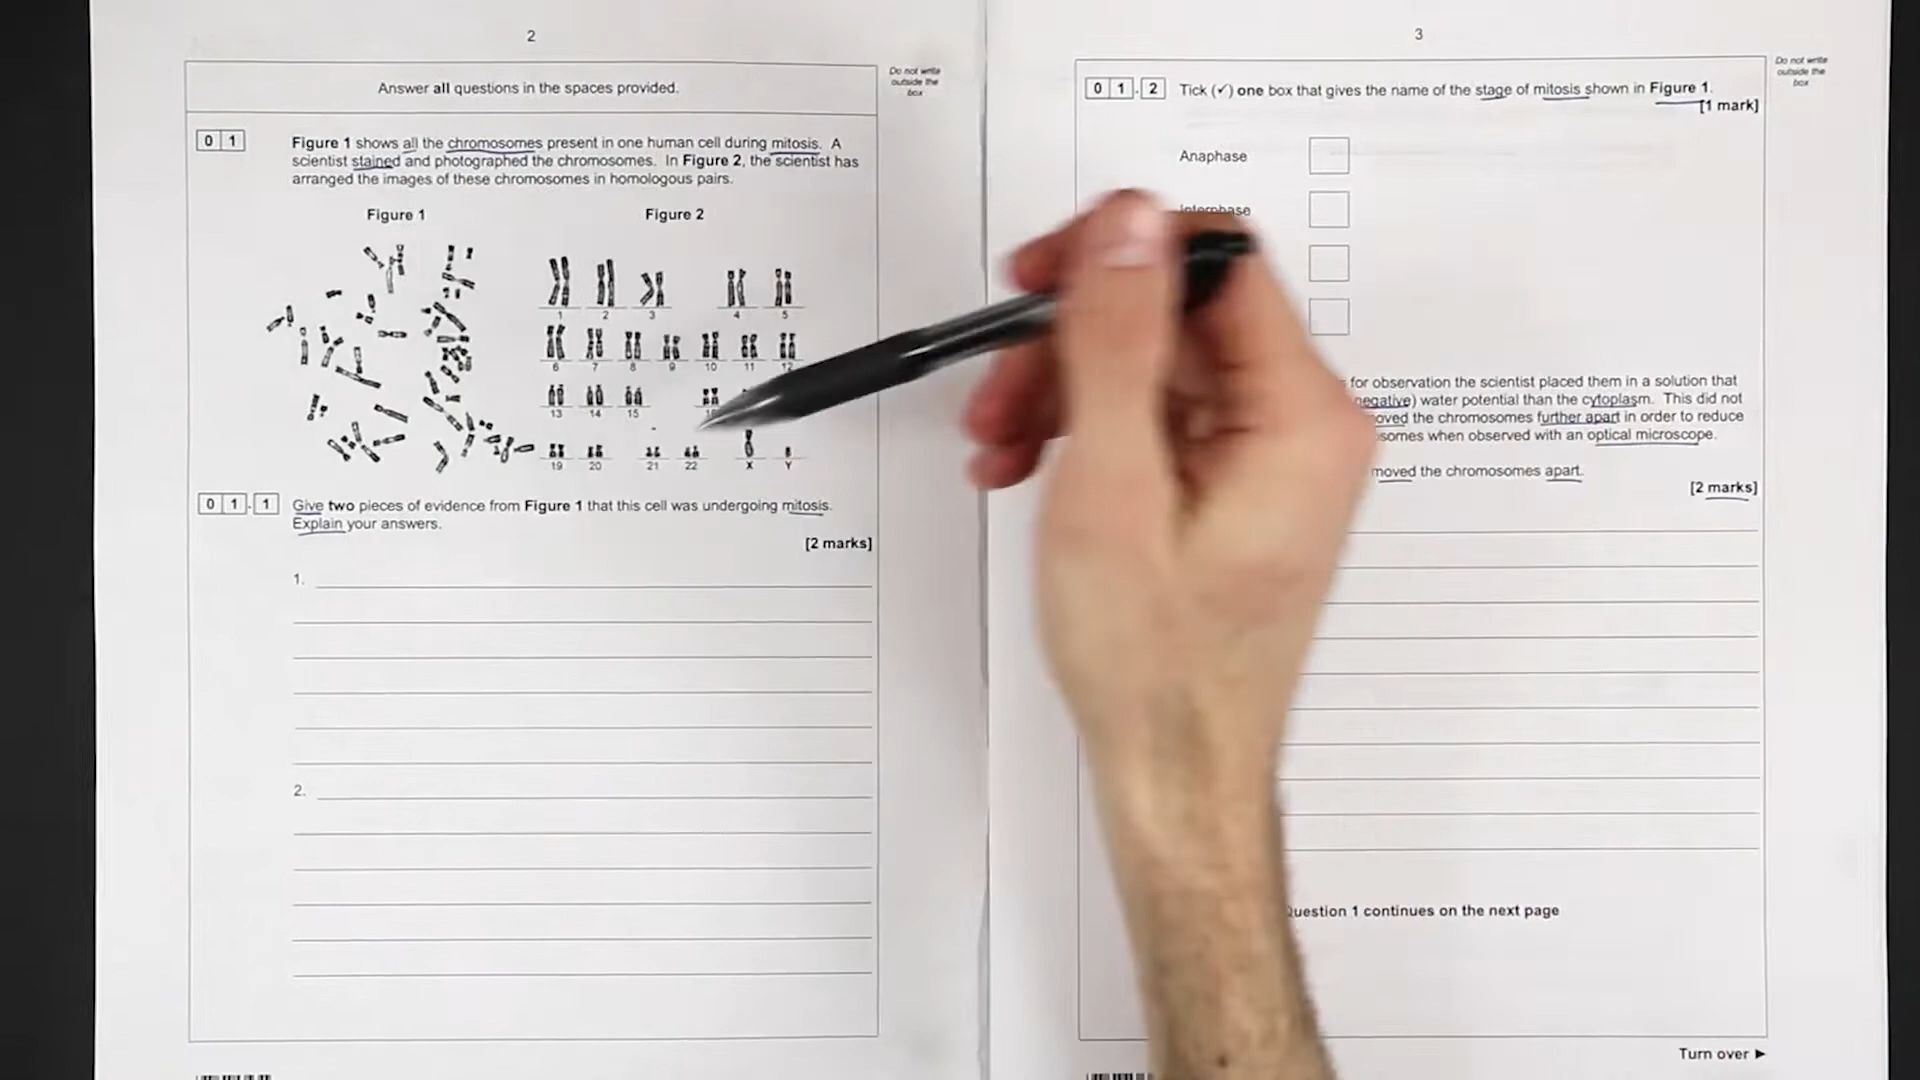 2
Answer all questions in the spaces provided.
Do not write
outside the
box
0 1
Figure 1 shows all the chromosomes present in one human cell during mitosis. A
scientist stained and photographed the chromosomes. In Figure 2, the scientist has
arranged the images of these chromosomes in homologous pairs.
Figure 1
Figure 2
1 2 3 4 5
6 7 8 9 10 11 12
13 14 15
19 20 21 22 X Y
0 1 . 1
Give two pieces of evidence from Figure 1 that this cell was undergoing mitosis.
Explain your answers.
[2 marks]
1.
2.
3
Do not write
outside the
box
0 1 . 2
Tick (✓) one box that gives the name of the stage of mitosis shown in Figure 1.
[1 mark]
Anaphase
Interphase
for observation the scientist placed them in a solution that
negative) water potential than the cytoplasm. This did not
the chromosomes further apart in order to reduce
when observed with an optical microscope.
moved the chromosomes apart.
[2 marks]
Question 1 continues on the next page
Turn over ►